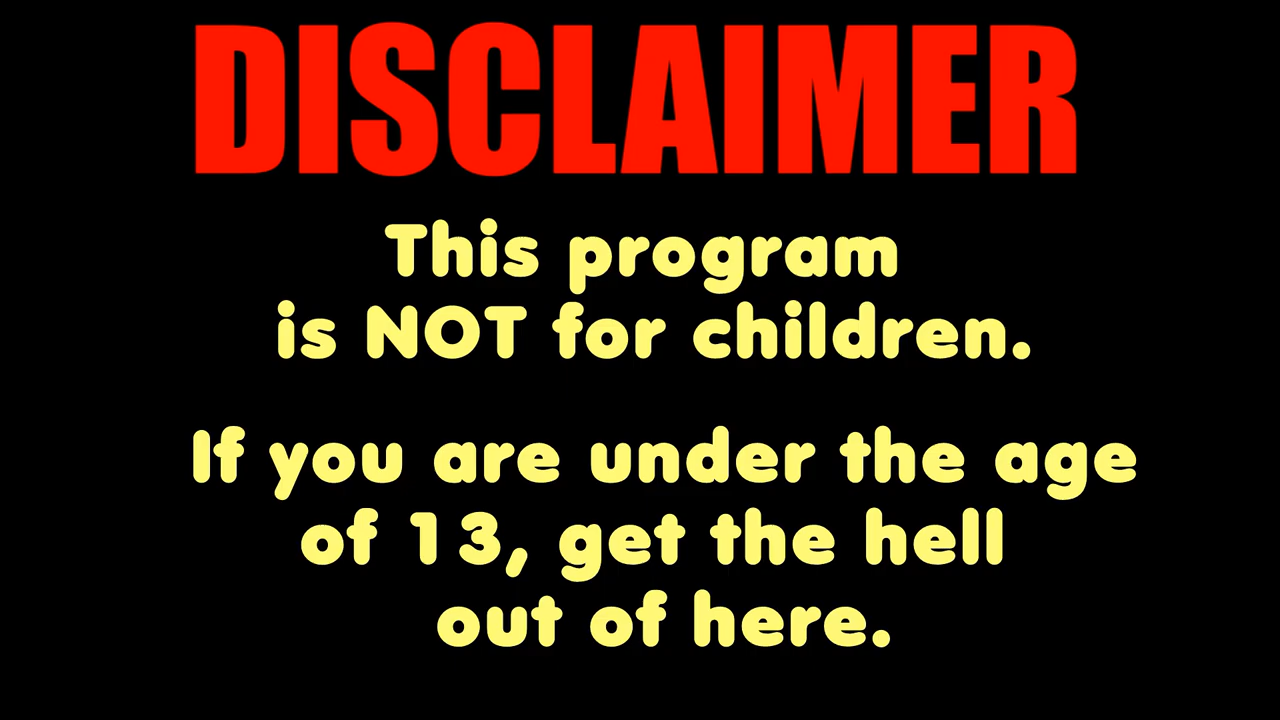 DISCLAIMER
This program
is NOT for children.
If you are under the age
of 13, get the hell
out of here.